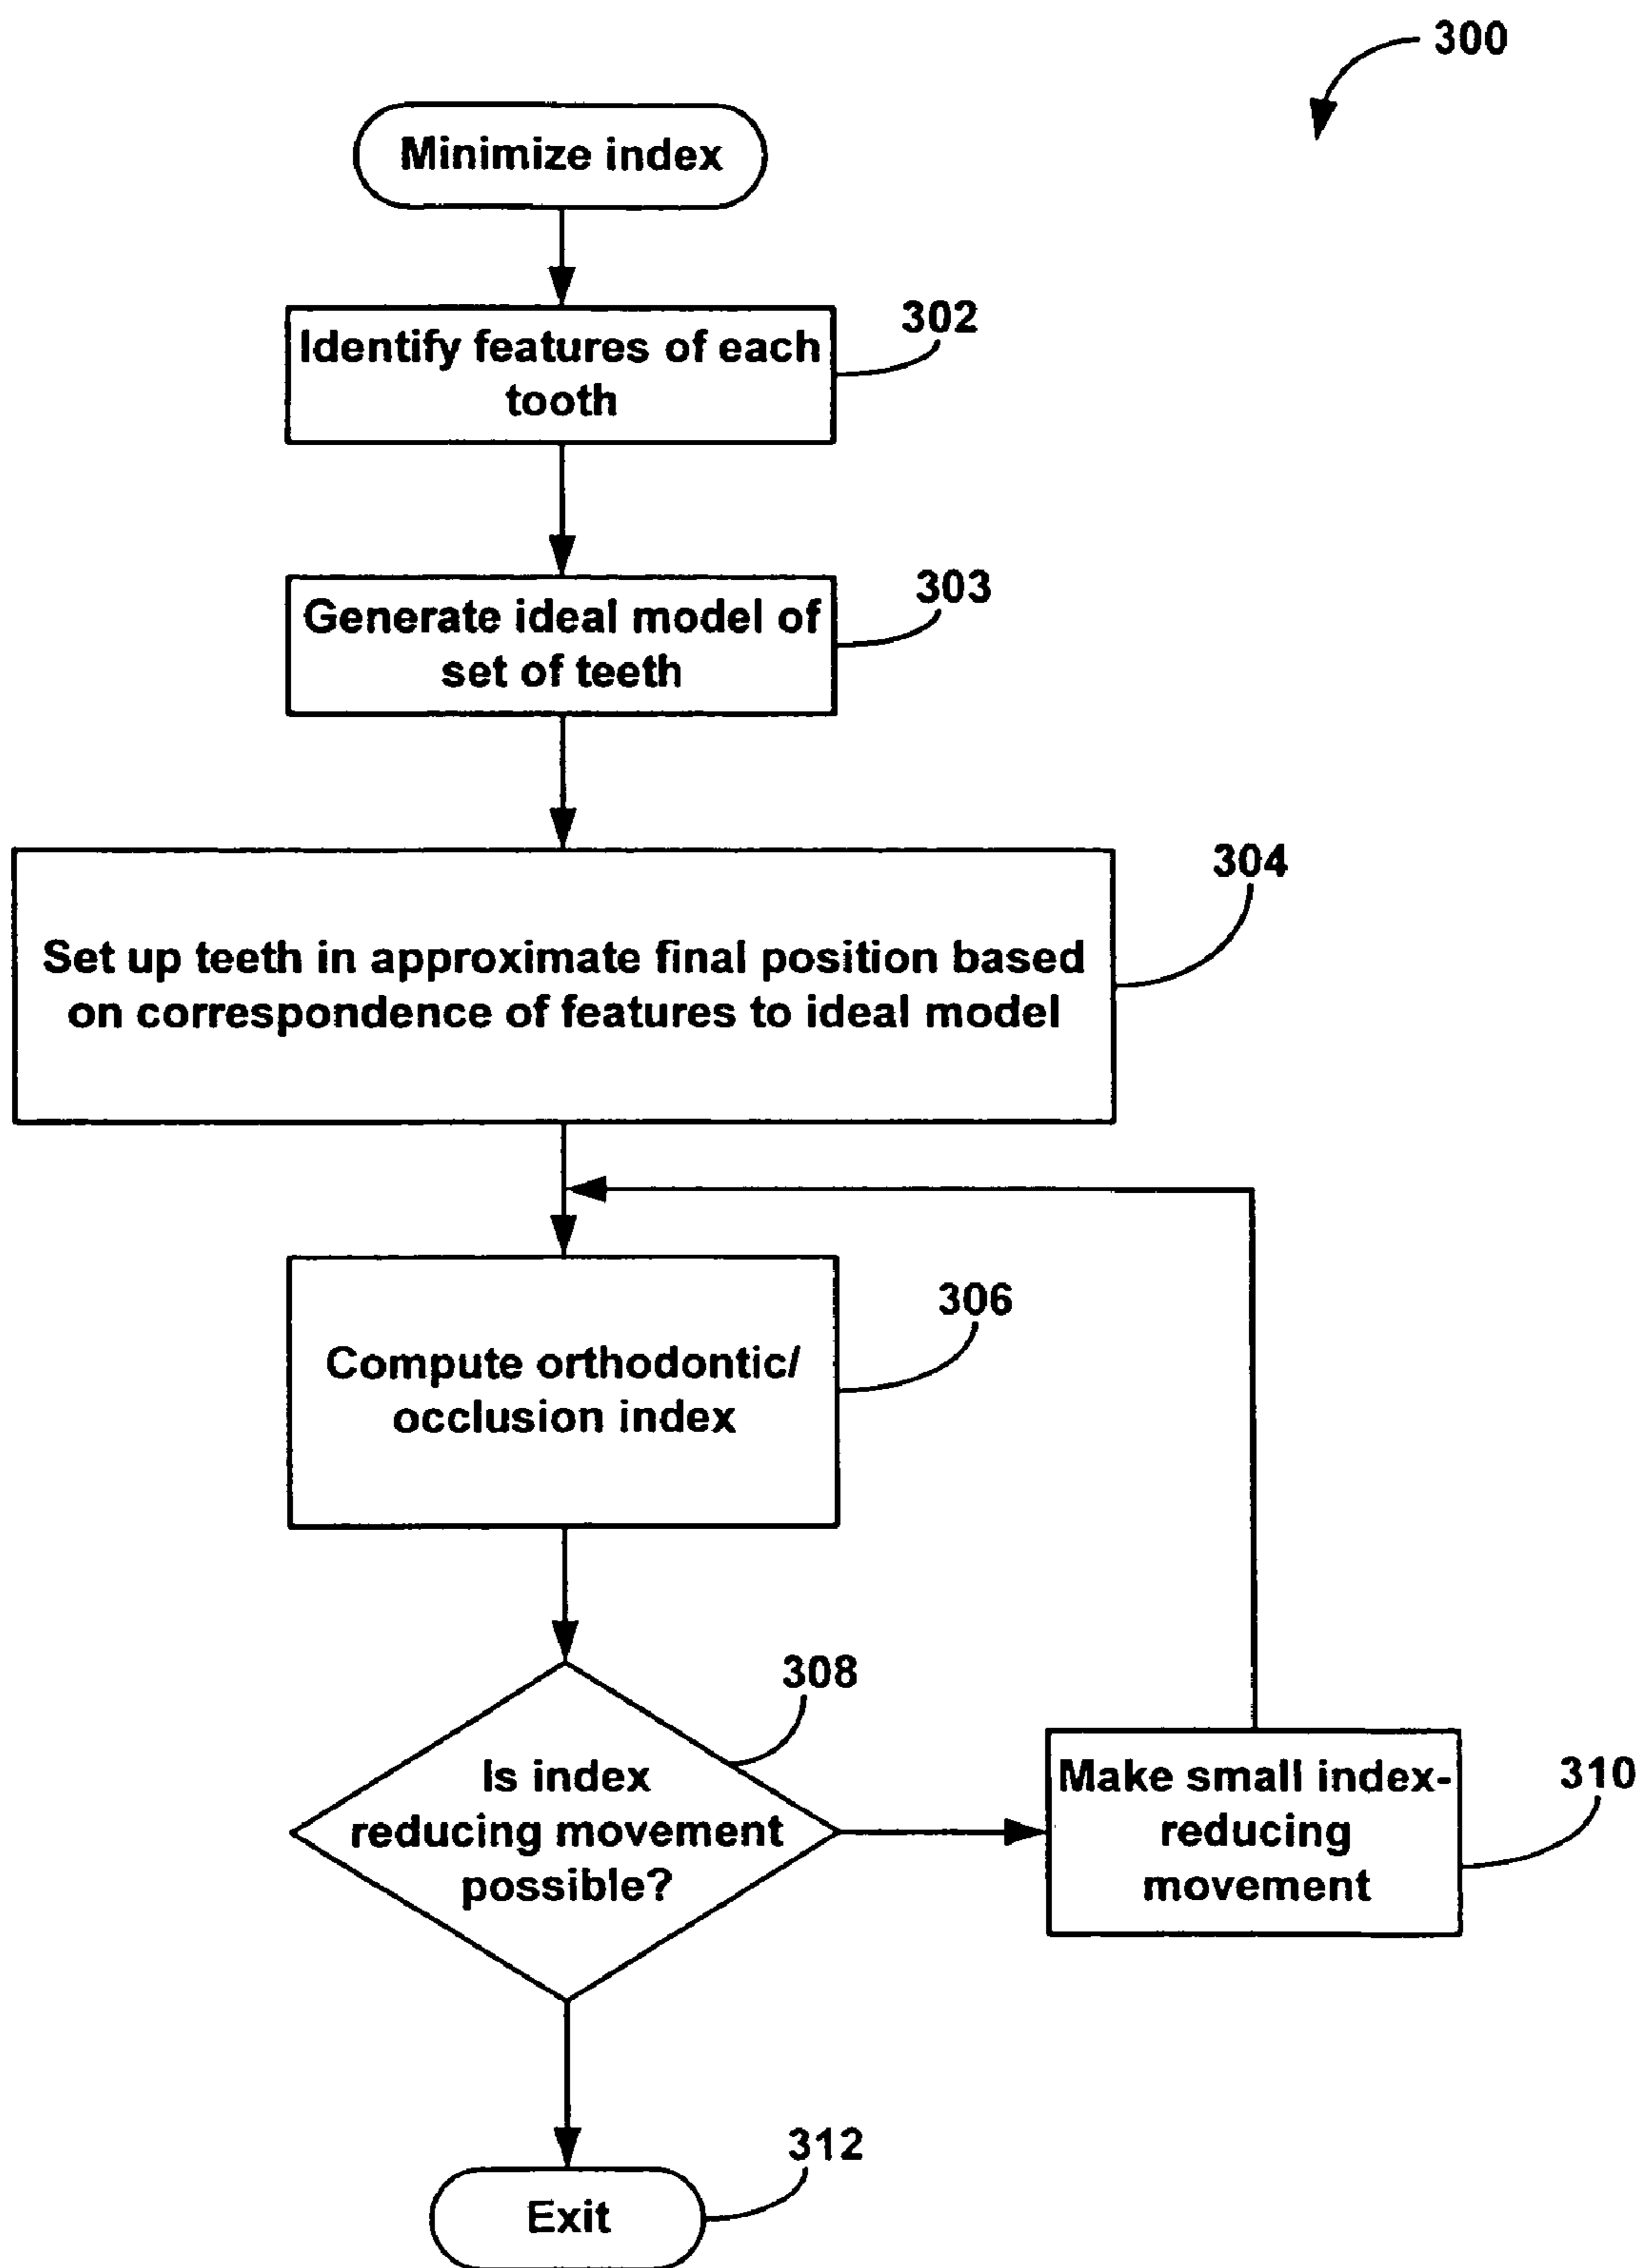 300
Minimize index
302
Identify features of each
tooth
303
Generate ideal model of
set of teeth
304
Set up teeth in approximate final position based
on correspondence of features to ideal model
306
Compute orthodontic/
occlusion index
308
Is index
reducing movement
possible?
310
Make small index-
reducing
movement
312
Exit